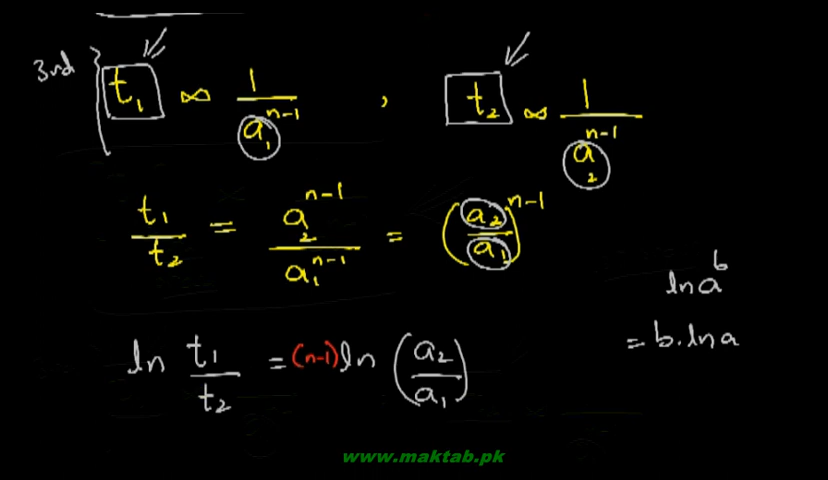 3rd t₁ ∝ 1/a₁ⁿ⁻¹ , t₂ ∝ 1/a₂ⁿ⁻¹
t₁/t₂ = a₂ⁿ⁻¹/a₁ⁿ⁻¹ = (a₂/a₁)ⁿ⁻¹
ln aᵇ
= b.ln a
ln t₁/t₂ = (n-1) ln (a₂/a₁)
www.maktab.pk